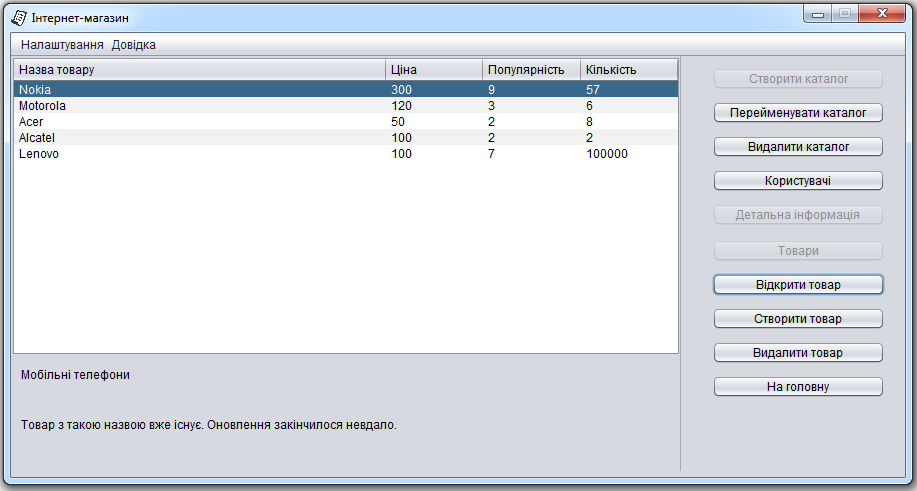 Інтернет-магазин
Налаштування Довідка
Назва товару Ціна Популярність Кількість
Nokia 300 9 57
Motorola 120 3 6
Acer 50 2 8
Alcatel 100 2 2
Lenovo 100 7 100000
Створити каталог
Перейменувати каталог
Видалити каталог
Користувачі
Детальна інформація
Товари
Відкрити товар
Створити товар
Видалити товар
На головну
Мобільні телефони
Товар з такою назвою вже існує. Оновлення закінчилося невдало.